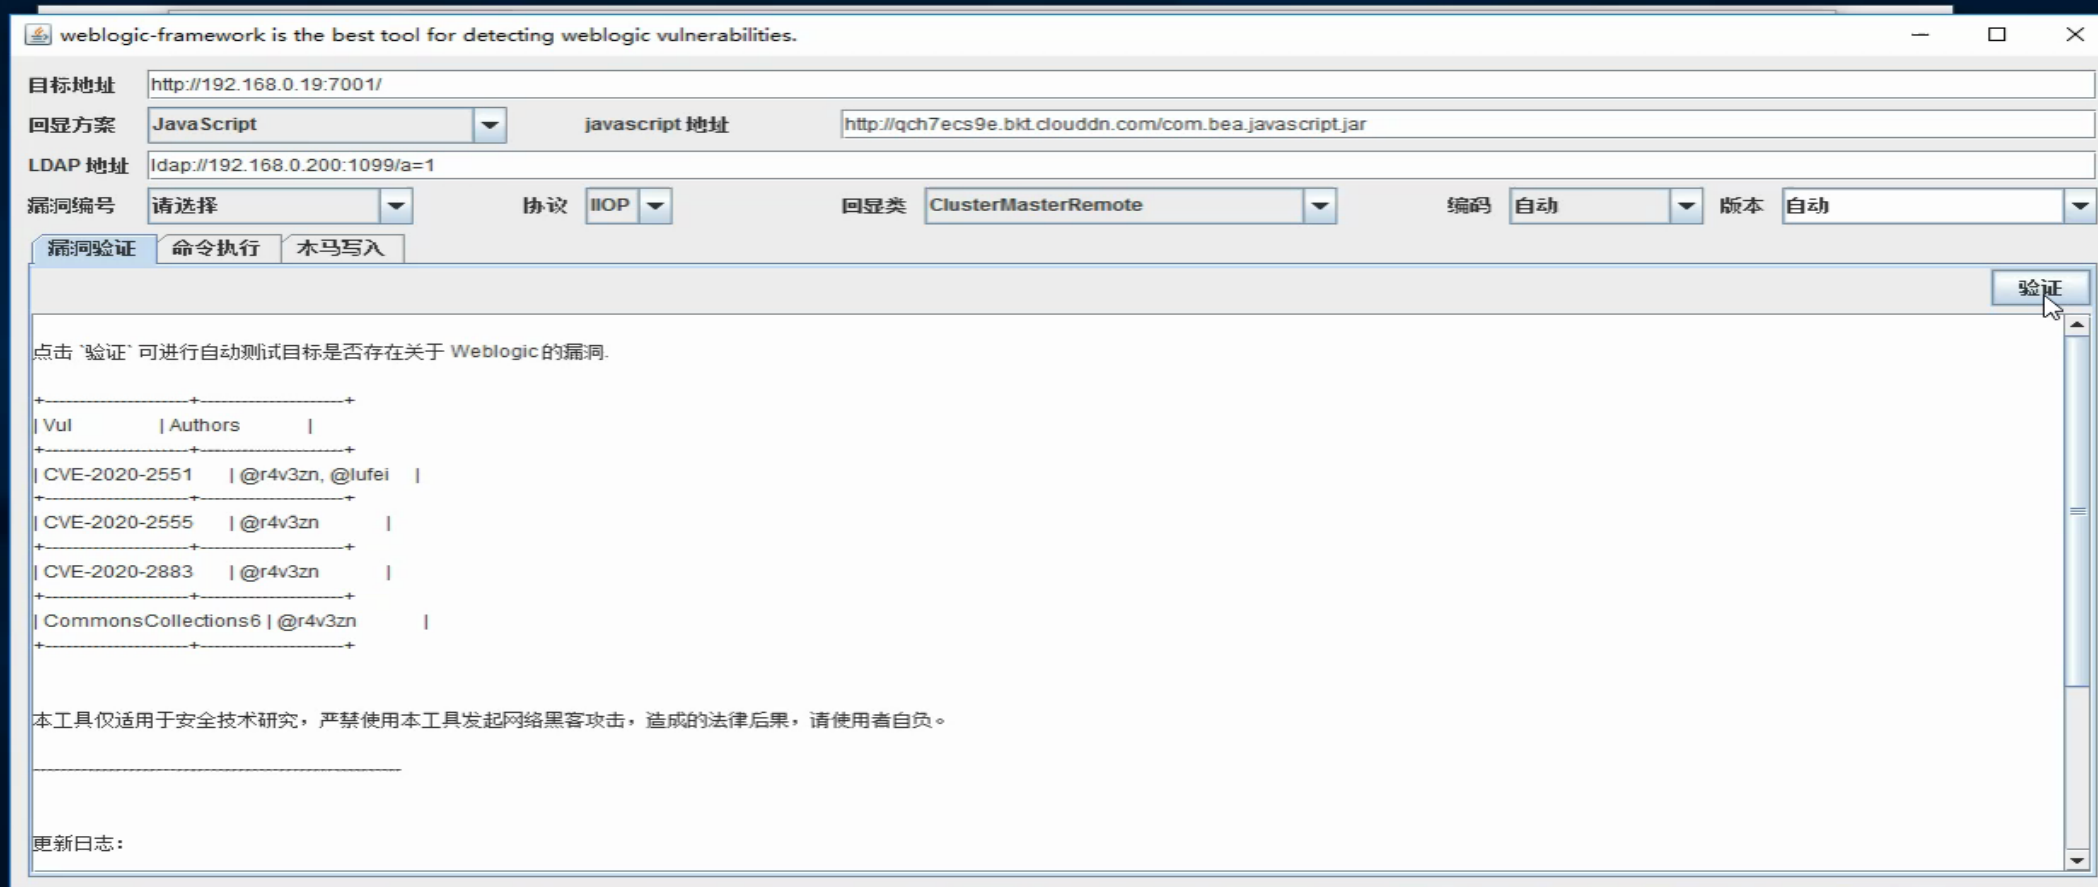 weblogic-framework is the best tool for detecting weblogic vulnerabilities.
目标地址 http://192.168.0.19:7001/
回显方案 JavaScript javascript 地址 http://qch7ecs9e.bkt.clouddn.com/com.bea.javascript.jar
LDAP 地址 ldap://192.168.0.200:1099/a=1
漏洞编号 请选择 协议 IIOP 回显类 ClusterMasterRemote 编码 自动 版本 自动
漏洞验证 命令执行 木马写入
验证
点击 `验证` 可进行自动测试目标是否存在关于 Weblogic的漏洞.
+----------------------+----------------------+
| Vul | Authors |
+----------------------+----------------------+
| CVE-2020-2551 | @r4v3zn, @lufei |
+----------------------+----------------------+
| CVE-2020-2555 | @r4v3zn |
+----------------------+----------------------+
| CVE-2020-2883 | @r4v3zn |
+----------------------+----------------------+
| CommonsCollections6 | @r4v3zn |
+----------------------+----------------------+
本工具仅适用于安全技术研究，严禁使用本工具发起网络黑客攻击，造成的法律后果，请使用者自负。
--------------------------------------------------------
更新日志：